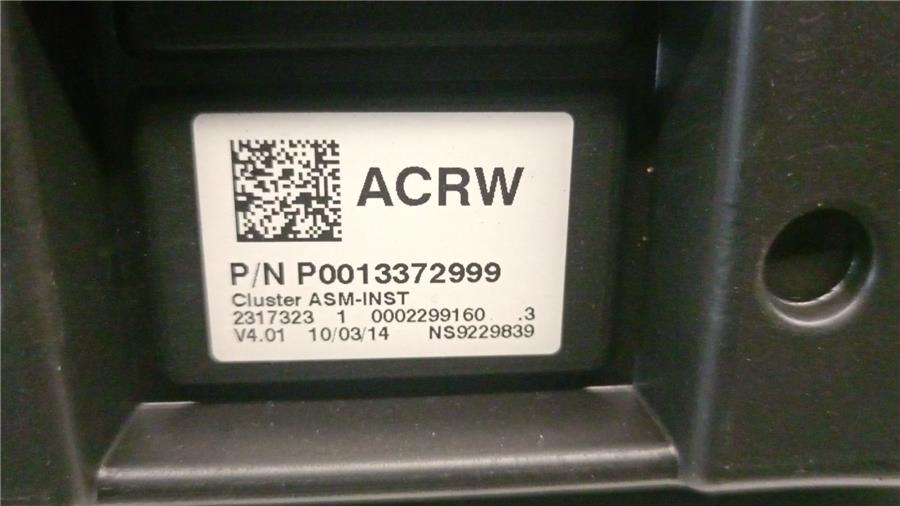 ACRW
P/N P0013372999
Cluster ASM-INST
2317323 1 0002299160 .3
V4.01 10/03/14 NS9229839